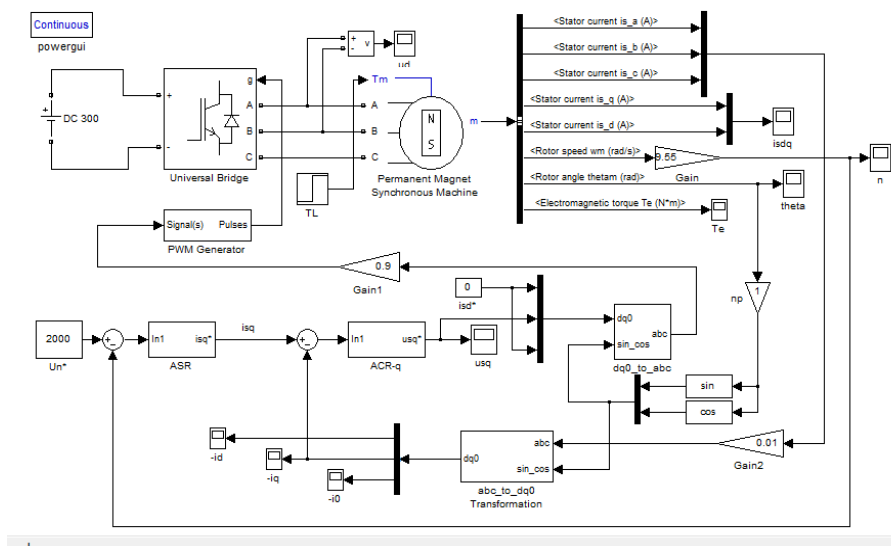 Continuous
powergui
DC 300
+
-
g
A
B
C
Universal Bridge
+
-
v
ud
Tm
A
B
C
N
S
m
Permanent Magnet
Synchronous Machine
TL
<Stator current is_a (A)>
<Stator current is_b (A)>
<Stator current is_c (A)>
<Stator current is_q (A)>
<Stator current is_d (A)>
<Rotor speed wm (rad/s)>
<Rotor angle thetam (rad)>
<Electromagnetic torque Te (N*m)>
isdq
9.55
Gain
n
theta
Te
Signal(s) Pulses
PWM Generator
0.9
Gain1
np
1
2000
Un*
In1 isq*
ASR
isq
In1 usq*
ACR-q
usq
0
isd*
dq0
abc
sin_cos
dq0_to_abc
sin
cos
-id
-iq
-i0
abc
dq0
sin_cos
abc_to_dq0
Transformation
0.01
Gain2